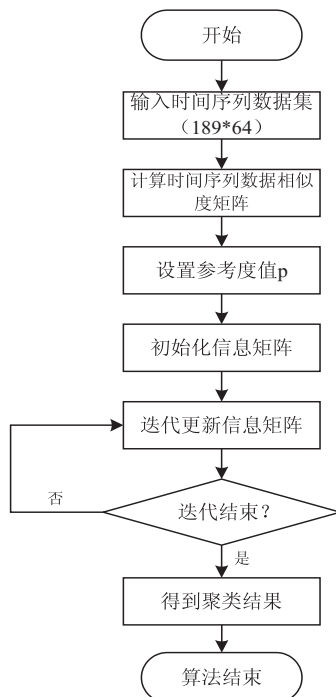 开始
输入时间序列数据集
（189*64）
计算时间序列数据相似
度矩阵
设置参考度值p
初始化信息矩阵
迭代更新信息矩阵
否
迭代结束？
是
得到聚类结果
算法结束